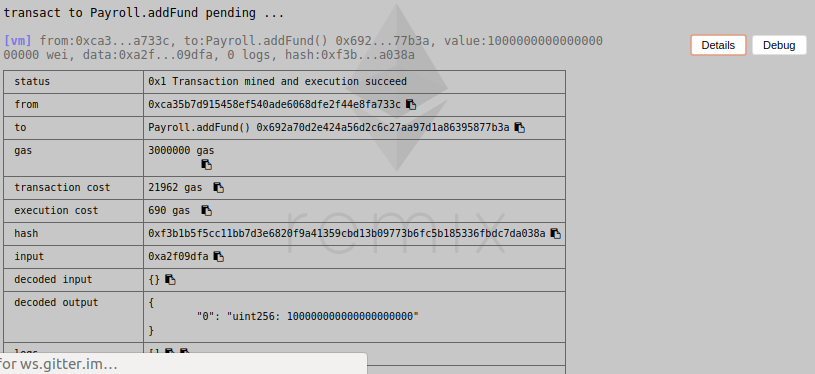 transact to Payroll.addFund pending ...
[vm] from:0xca3...a733c, to:Payroll.addFund() 0x692...77b3a, value:1000000000000000
00000 wei, data:0xa2f...09dfa, 0 logs, hash:0xf3b...a038a
Details
Debug
status 0x1 Transaction mined and execution succeed
from 0xca35b7d915458ef540ade6068dfe2f44e8fa733c
to Payroll.addFund() 0x692a70d2e424a56d2c6c27aa97d1a86395877b3a
gas 3000000 gas
transaction cost 21962 gas
execution cost 690 gas
hash 0xf3b1b5f5cc11bb7d3e6820f9a41359cbd13b09773b6fc5b185336fbdc7da038a
input 0xa2f09dfa
decoded input {}
decoded output {
"0": "uint256: 100000000000000000000"
}
logs []
remix
for ws.gitter.im…